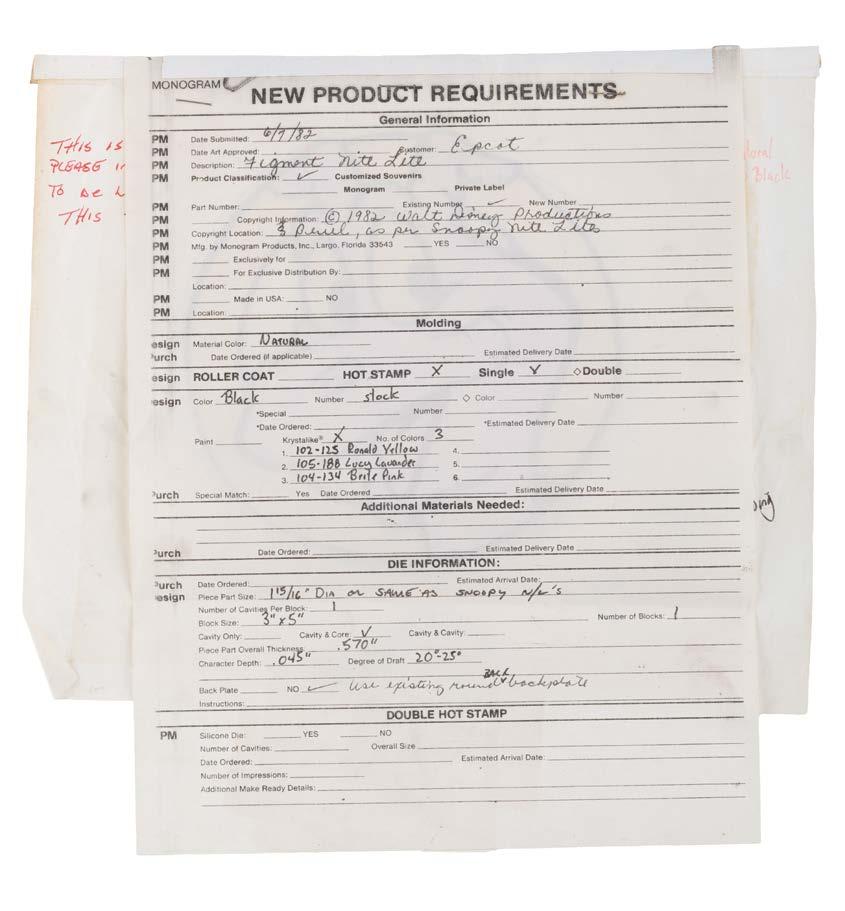 MONOGRAM
NEW PRODUCT REQUIREMENTS
General Information
THIS IS
PLEASE
TO BE
THIS
Black
PM Date Submitted: 6/7/82
PM Date Art Approved: Customer: Epcot
PM Description: Figment Nite Lite
PM Product Classification: ✓ Customized Souvenirs
Monogram Private Label
PM Part Number: Existing Number ✓ New Number
PM Copyright Information: © 1982 Walt Disney Productions
PM Copyright Location: as per Snoopy Nite Lites
PM Mfg. by Monogram Products, Inc., Largo, Florida 33543 YES NO
PM Exclusively for
PM For Exclusive Distribution By:
Location:
PM Made in USA: NO
PM Location:
Molding
esign Material Color: NATURAL
urch Date Ordered (if applicable) Estimated Delivery Date
esign ROLLER COAT HOT STAMP X Single Y ◇Double
esign Color Black Number stock ◇ Color Number
*Special Number
*Date Ordered: *Estimated Delivery Date
Paint Krystalike® X No. of Colors 3
1. 102-125 Ronald Yellow 4.
2. 105-188 Lucy Lavander 5.
3. 104-134 Brite Pink 6.
Purch Special Match: Yes Date Ordered Estimated Delivery Date
Additional Materials Needed:
Purch Date Ordered: Estimated Delivery Date
DIE INFORMATION:
Purch Date Ordered: Estimated Arrival Date:
esign Piece Part Size: 1 15/16" DIA or SAME AS SNOOPY N/L'S
Number of Cavities Per Block: 1
Block Size: 3" x 5" Number of Blocks: 1
Cavity Only: Cavity & Core: ✓ Cavity & Cavity:
Piece Part Overall Thickness: .570"
Character Depth: .045" Degree of Draft 20°-25°
Back Plate NO ✓ Use existing round BACK backplate
Instructions:
DOUBLE HOT STAMP
PM Silicone Die: YES NO
Number of Cavities: Overall Size
Date Ordered: Estimated Arrival Date:
Number of Impressions:
Additional Make Ready Details: